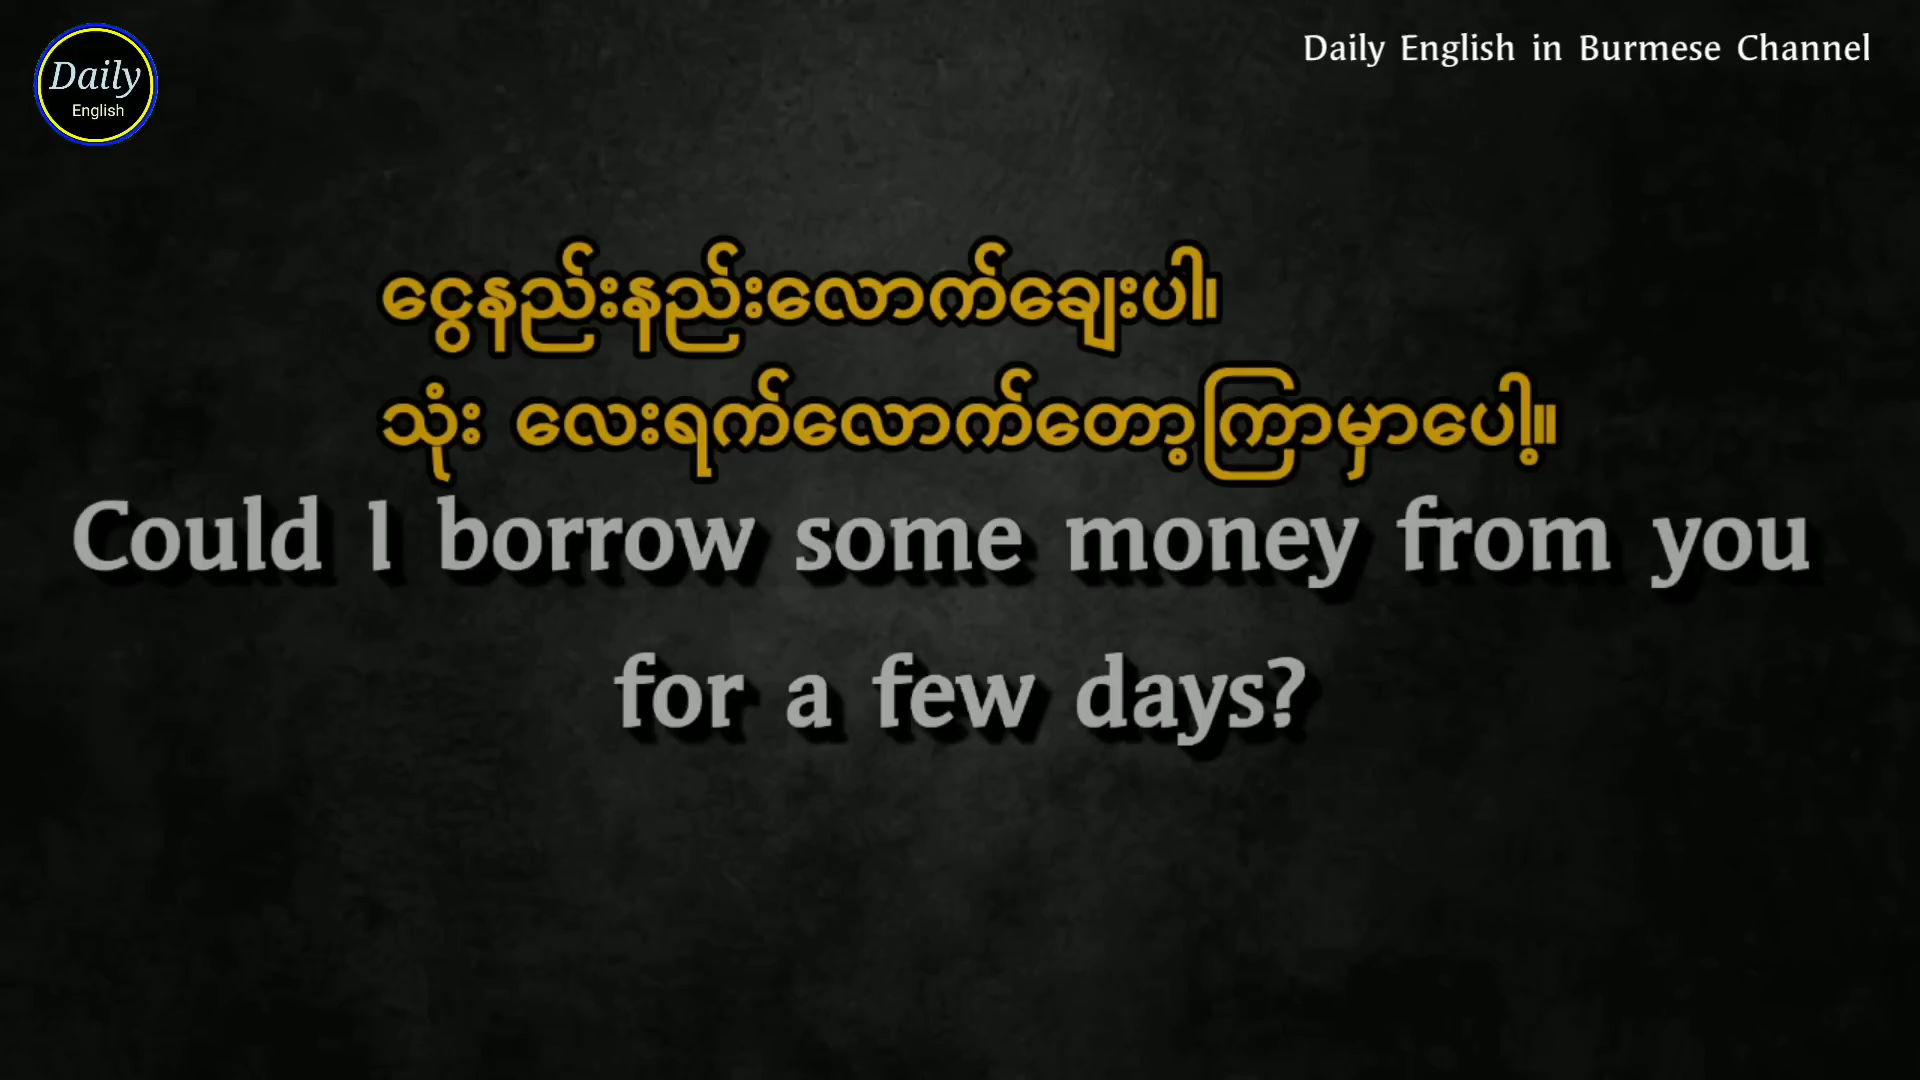 Daily
English
Daily English in Burmese Channel
ငွေနည်းနည်းလောက်ချေးပါ၊
သုံး လေးရက်လောက်တော့ကြာမှာပေါ့။
Could I borrow some money from you
for a few days?